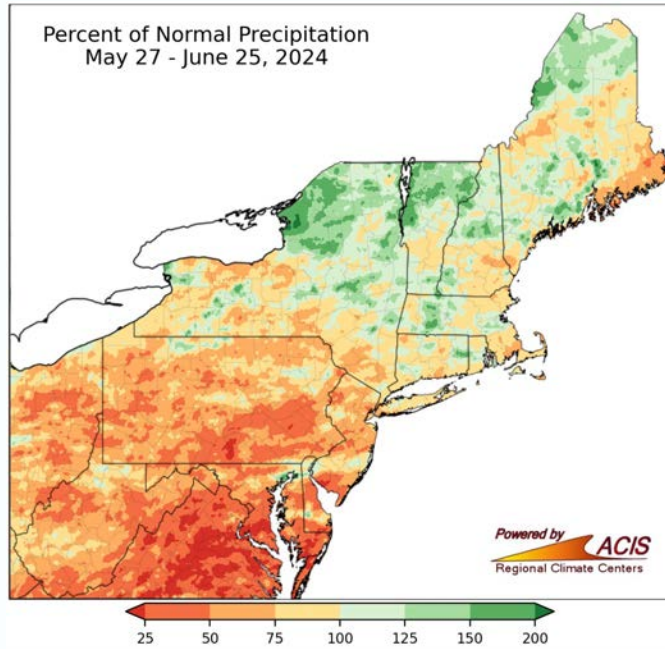 Percent of Normal Precipitation
May 27 - June 25, 2024
Powered by
ACIS
Regional Climate Centers
25 50 75 100 125 150 200